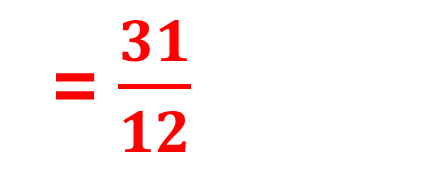 = 31/12